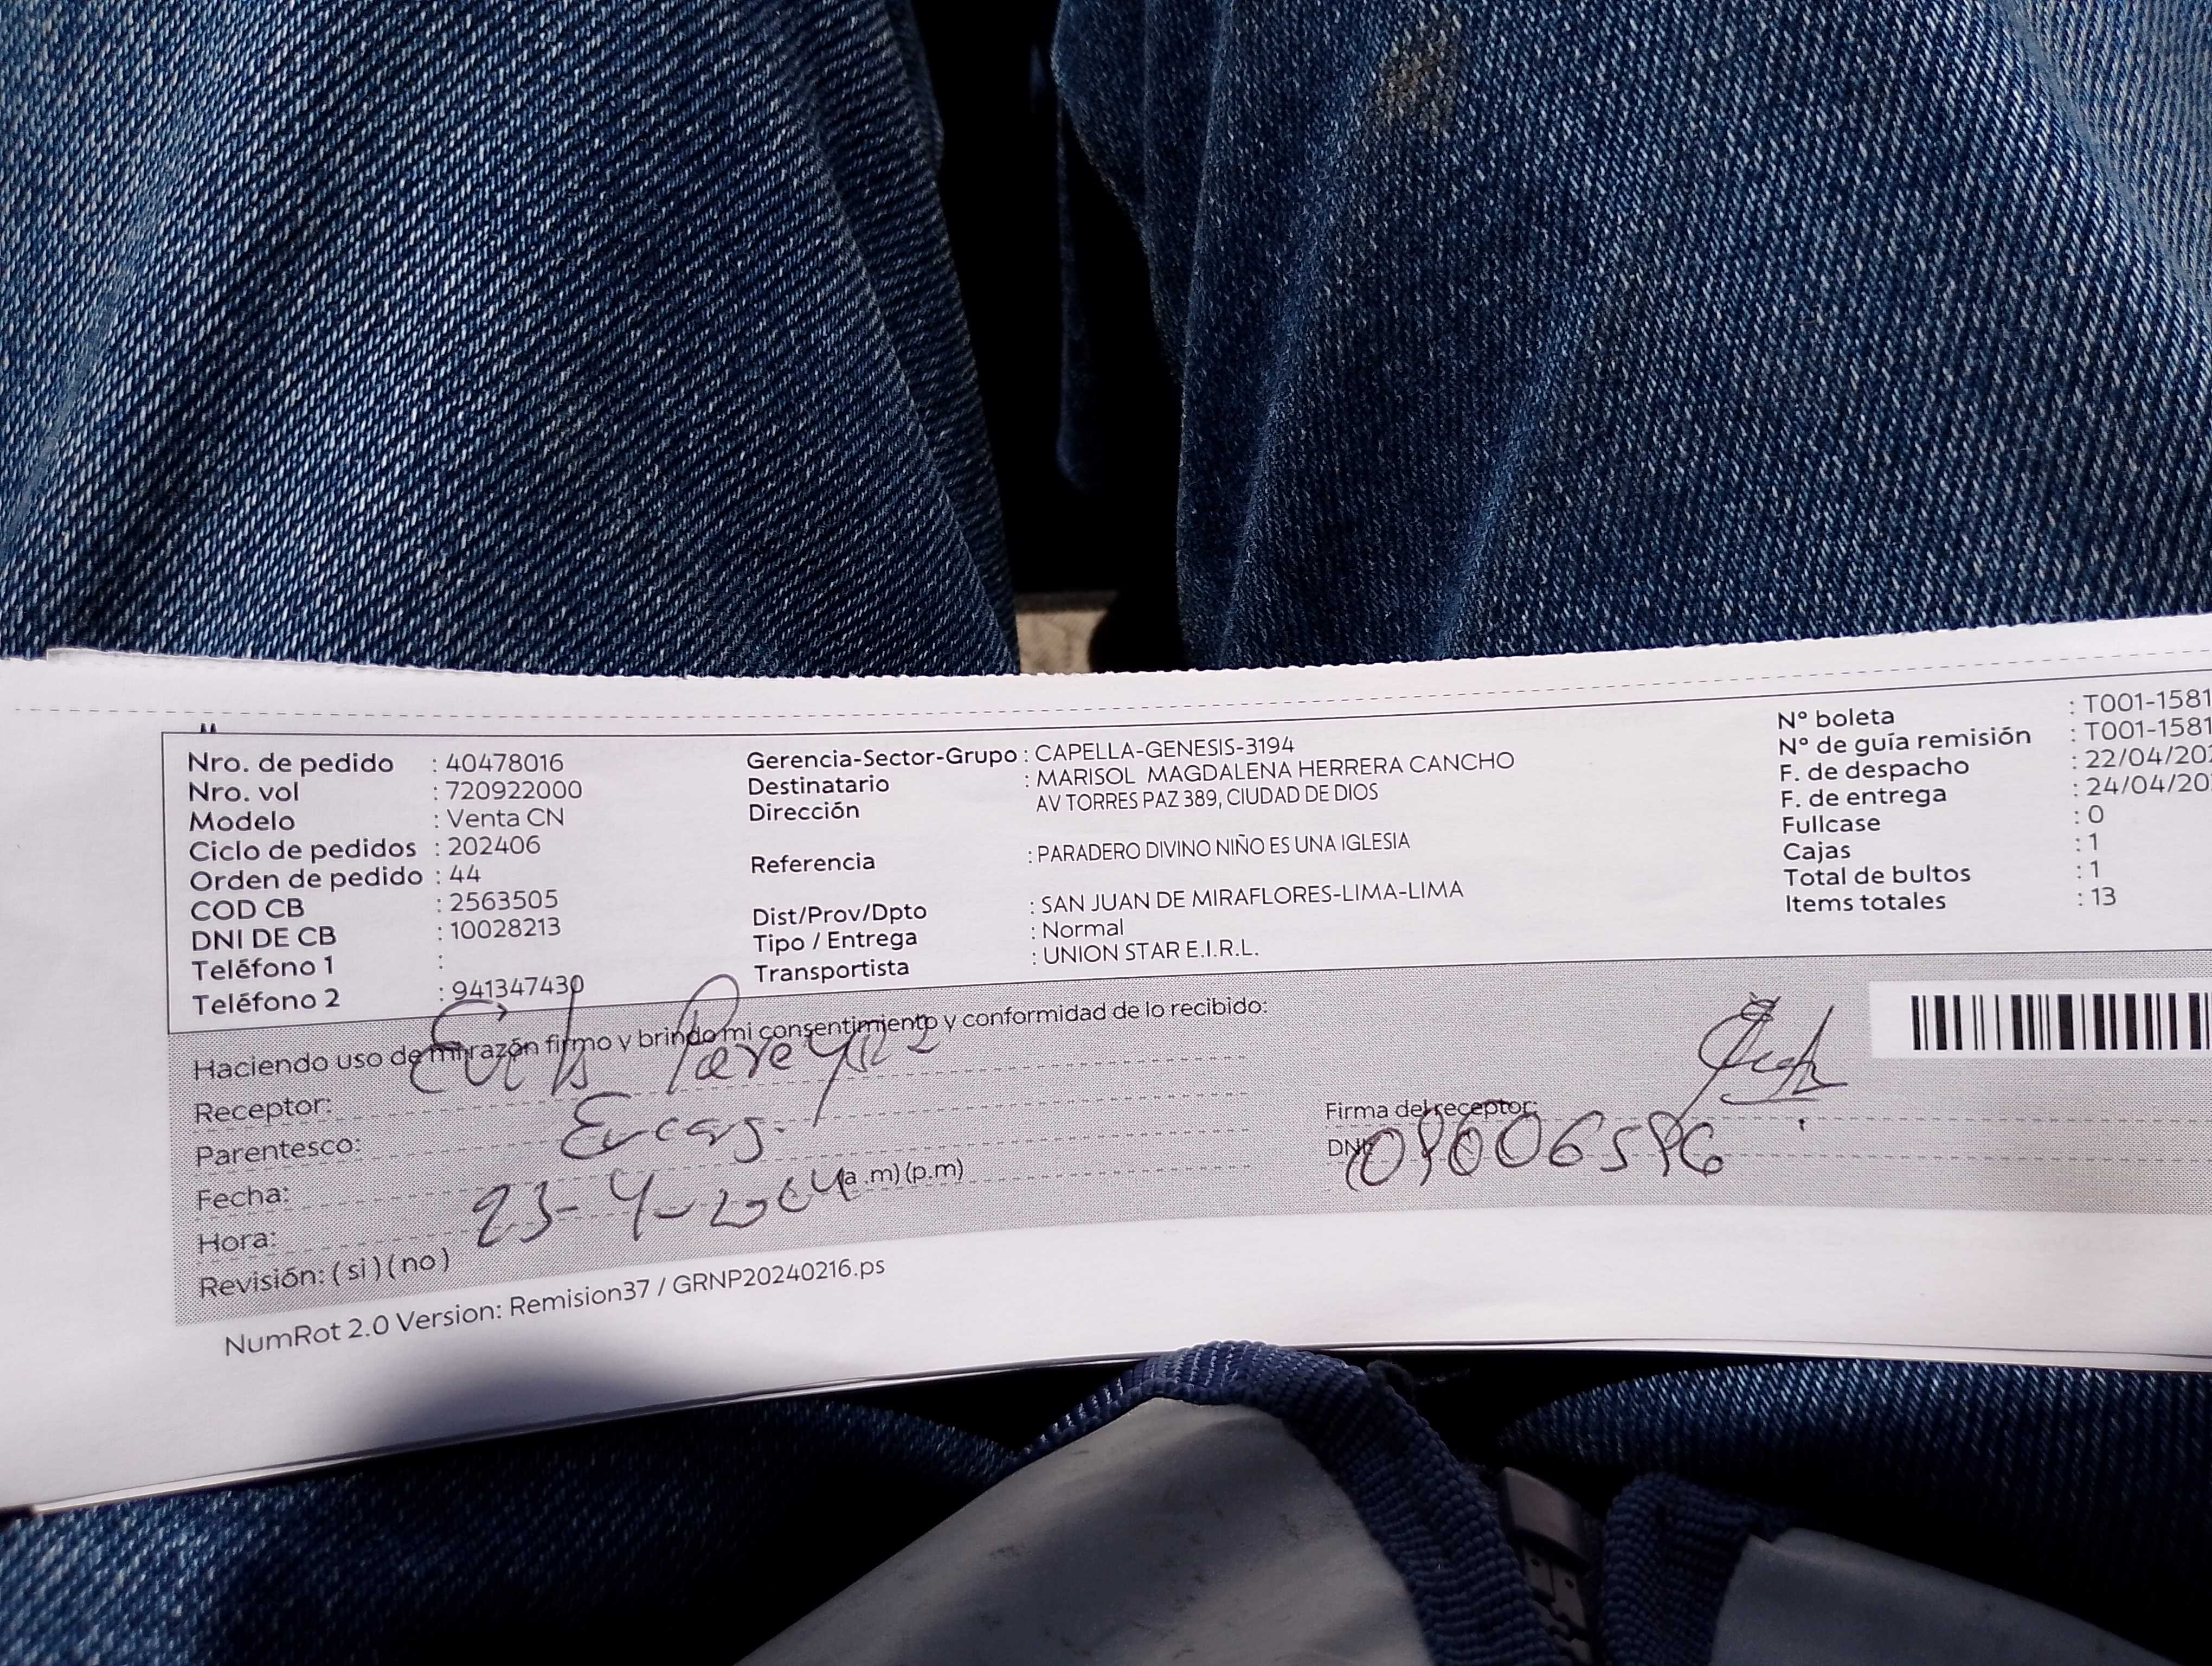 Nro. de pedido : 40478016
Nro. vol : 720922000
Modelo : Venta CN
Ciclo de pedidos : 202406
Orden de pedido : 44
COD CB : 2563505
DNI DE CB : 10028213
Teléfono 1 :
Teléfono 2 : 941347430
Gerencia-Sector-Grupo : CAPELLA-GENESIS-3194
Destinatario : MARISOL MAGDALENA HERRERA CANCHO
Dirección AV TORRES PAZ 389, CIUDAD DE DIOS
Referencia : PARADERO DIVINO NIÑO ES UNA IGLESIA
Dist/Prov/Dpto : SAN JUAN DE MIRAFLORES-LIMA-LIMA
Tipo / Entrega : Normal
Transportista : UNION STAR E.I.R.L.
N° boleta : T001-1581
N° de guía remisión : T001-1581
F. de despacho : 22/04/202
F. de entrega : 24/04/20
Fullcase : 0
Cajas : 1
Total de bultos : 1
Items totales : 13
Haciendo uso de mi razón firmo y brindo mi consentimiento y conformidad de lo recibido:
Receptor:
Parentesco: Encarg.
Fecha: 23-4-2024 (a.m) (p.m)
Hora:
Revisión: ( si ) ( no )
Firma del receptor:
DNI:
NumRot 2.0 Version: Remision37 / GRNP20240216.ps